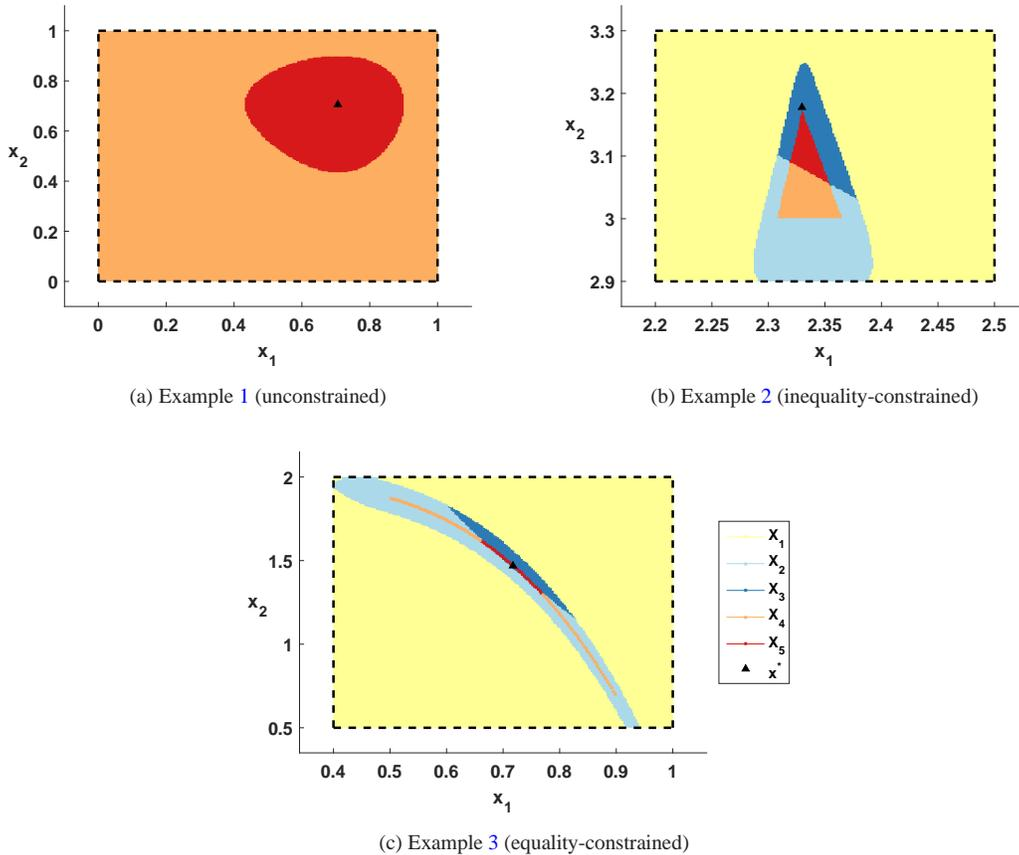 1
0.8
0.6
0.4
0.2
0
x2
0 0.2 0.4 0.6 0.8 1
x1
(a) Example 1 (unconstrained)
3.3
3.2
3.1
3
2.9
x2
2.2 2.25 2.3 2.35 2.4 2.45 2.5
x1
(b) Example 2 (inequality-constrained)
2
1.5
1
0.5
x2
0.4 0.5 0.6 0.7 0.8 0.9 1
x1
X1
X2
X3
X4
X5
x*
(c) Example 3 (equality-constrained)